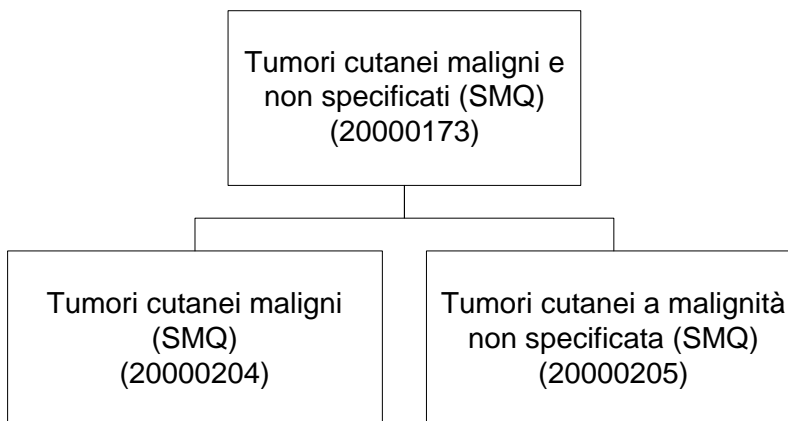 Tumori cutanei maligni e
non specificati (SMQ)
(20000173)
Tumori cutanei maligni
(SMQ)
(20000204)
Tumori cutanei a malignità
non specificata (SMQ)
(20000205)